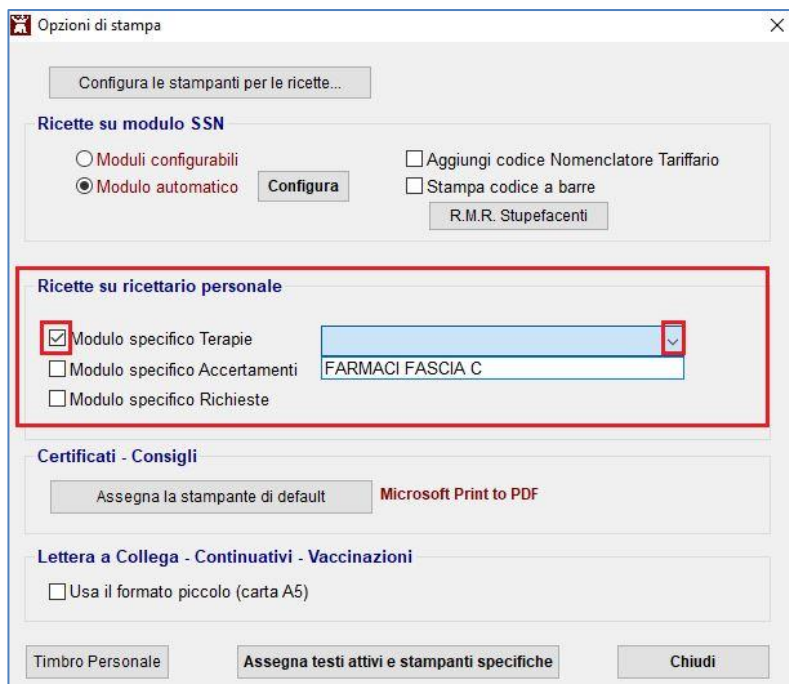 Opzioni di stampa
Configura le stampanti per le ricette...
Ricette su modulo SSN
Moduli configurabili
Aggiungi codice Nomenclatore Tariffario
Modulo automatico
Configura
Stampa codice a barre
R.M.R. Stupefacenti
Ricette su ricettario personale
Modulo specifico Terapie
Modulo specifico Accertamenti
FARMACI FASCIA C
Modulo specifico Richieste
Certificati - Consigli
Assegna la stampante di default
Microsoft Print to PDF
Lettera a Collega - Continuativi - Vaccinazioni
Usa il formato piccolo (carta A5)
Timbro Personale
Assegna testi attivi e stampanti specifiche
Chiudi